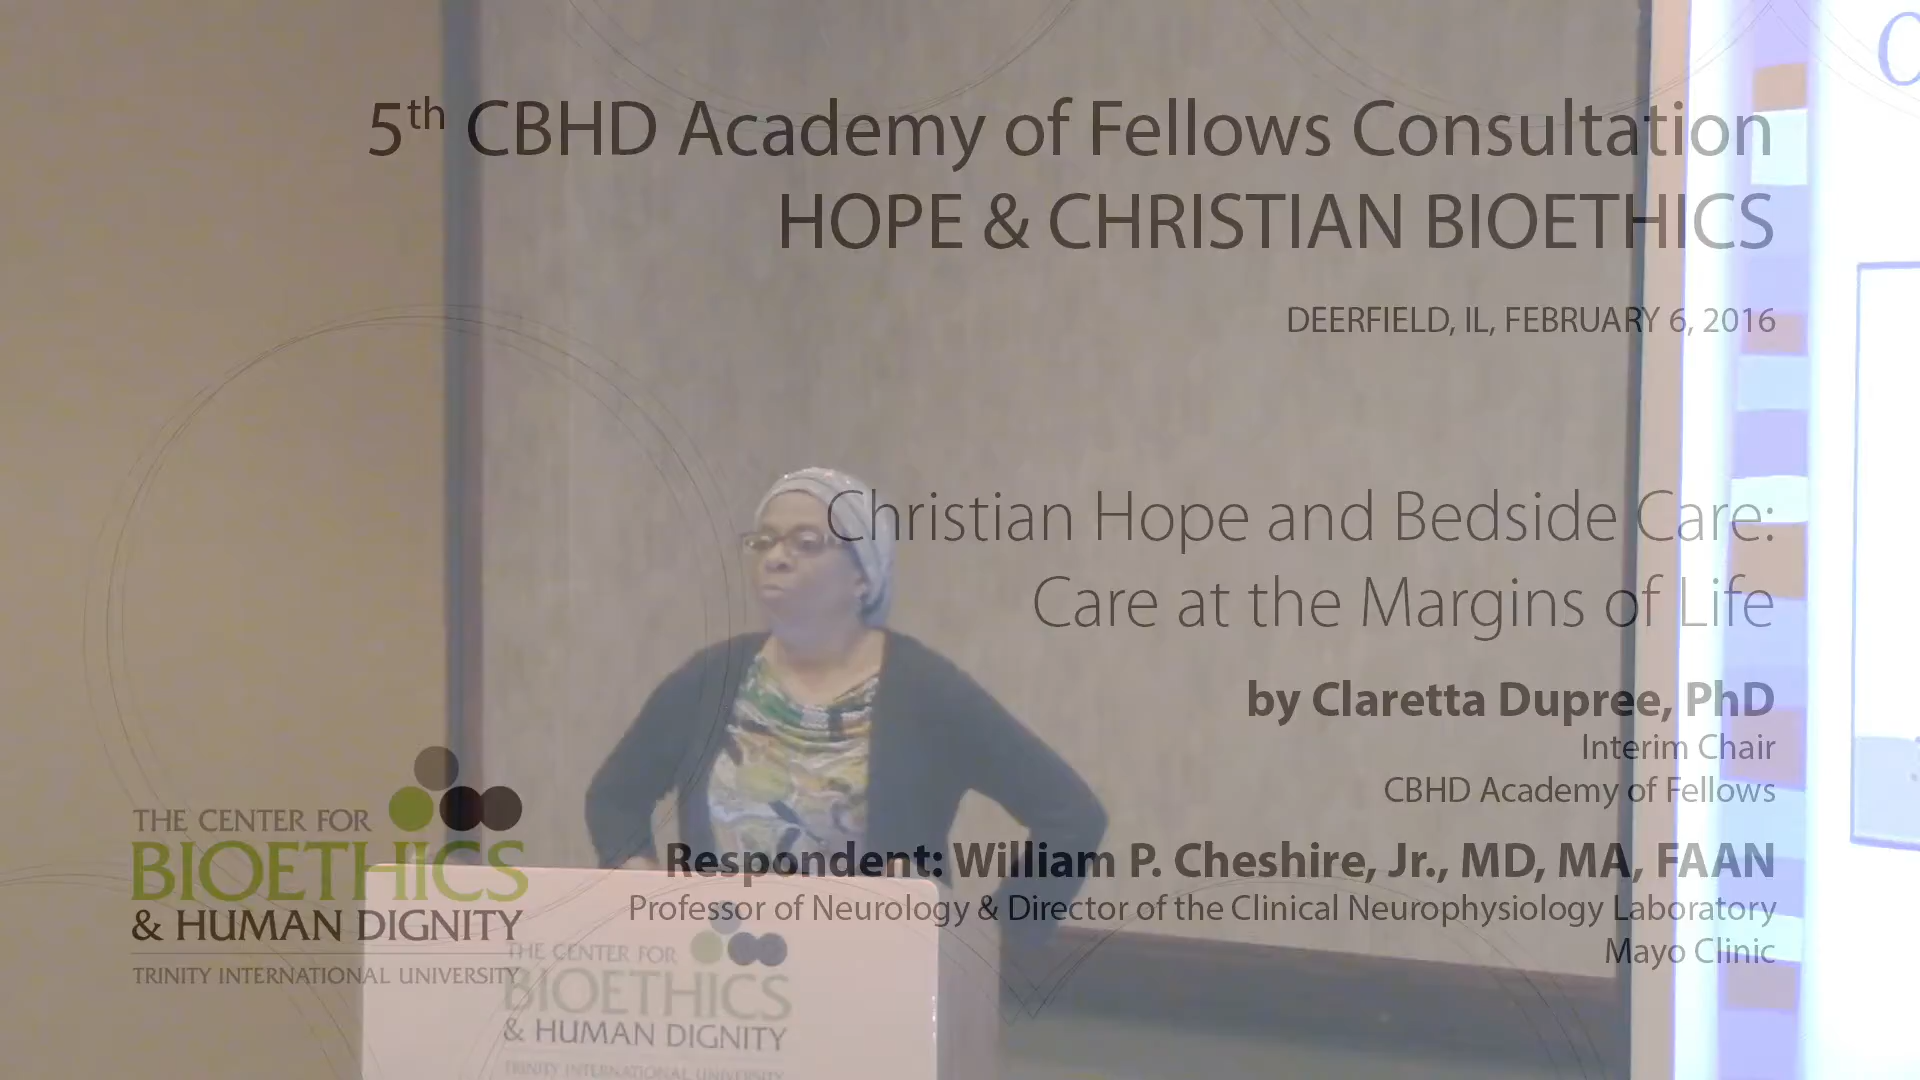 5th CBHD Academy of Fellows Consultation
HOPE & CHRISTIAN BIOETHICS
DEERFIELD, IL, FEBRUARY 6, 2016
Christian Hope and Bedside Care:
Care at the Margins of Life
by Claretta Dupree, PhD
Interim Chair
CBHD Academy of Fellows
Respondent: William P. Cheshire, Jr., MD, MA, FAAN
Professor of Neurology & Director of the Clinical Neurophysiology Laboratory
Mayo Clinic
THE CENTER FOR
BIOETHICS
& HUMAN DIGNITY
TRINITY INTERNATIONAL UNIVERSITY
THE CENTER FOR
BIOETHICS
& HUMAN DIGNITY
TRINITY INTERNATIONAL UNIVERSITY